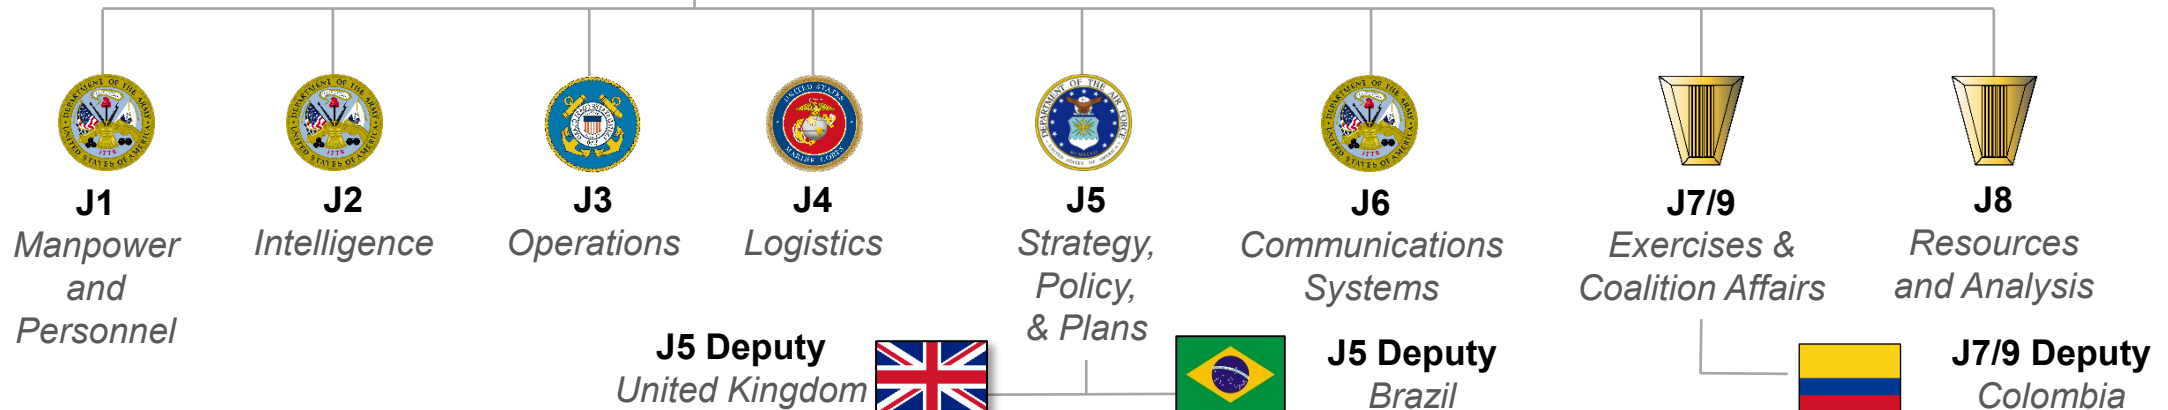 J1
Manpower
and
Personnel
J2
Intelligence
J3
Operations
J4
Logistics
J5
Strategy,
Policy,
& Plans
J6
Communications
Systems
J7/9
Exercises &
Coalition Affairs
J8
Resources
and Analysis
J5 Deputy
United Kingdom
J5 Deputy
Brazil
J7/9 Deputy
Colombia